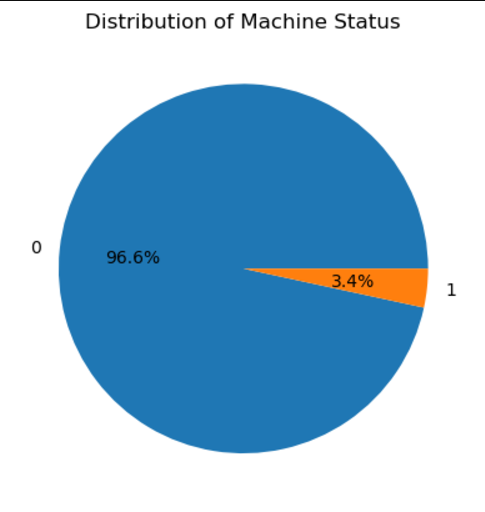 Distribution of Machine Status
0
96.6%
3.4%
1